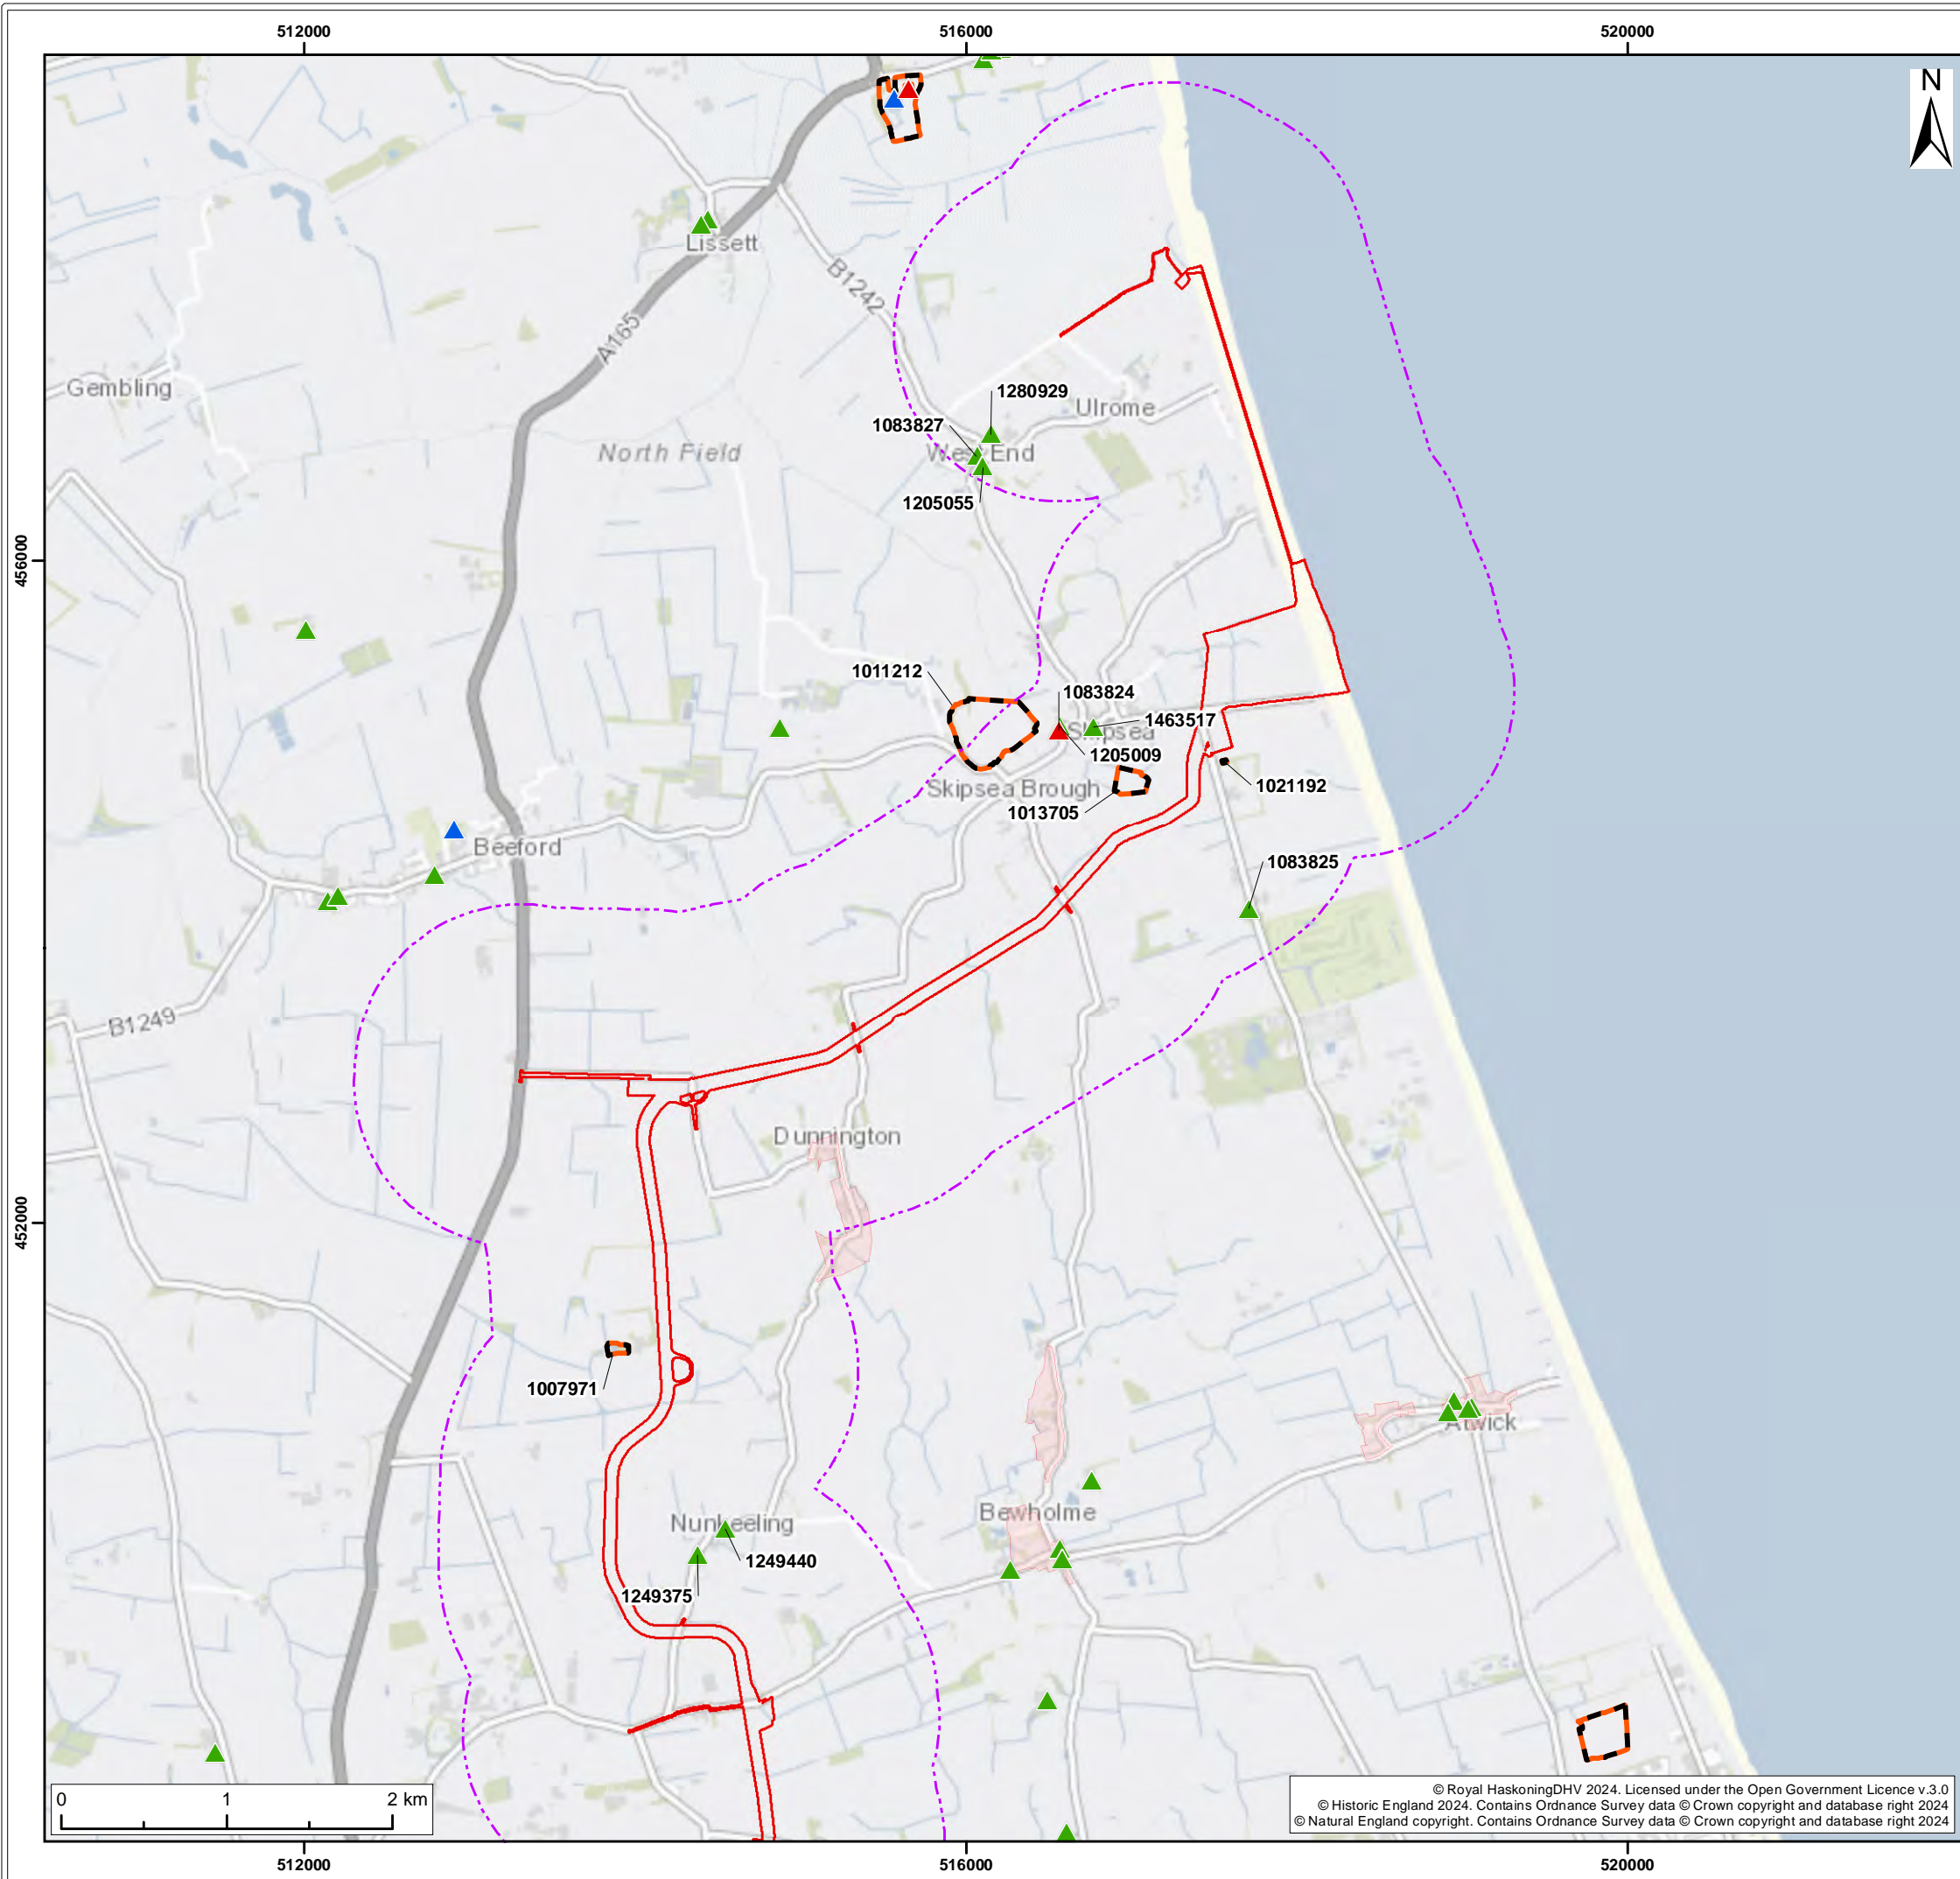 512000
516000
520000
N
Lissett
B1242
A165
Gembling
1280929
Ulrome
1083827
North Field
West End
1205055
456000
1011212
1083824
1463517
Skipsea
1205009
Skipsea Brough
1021192
1013705
Beeford
1083825
B1249
Dunnington
452000
1007971
Atwick
Bewholme
Nunkeeling
1249440
1249375
0 1 2 km
© Royal HaskoningDHV 2024. Licensed under the Open Government Licence v.3.0
© Historic England 2024. Contains Ordnance Survey data © Crown copyright and database right 2024
© Natural England copyright. Contains Ordnance Survey data © Crown copyright and database right 2024
512000
516000
520000